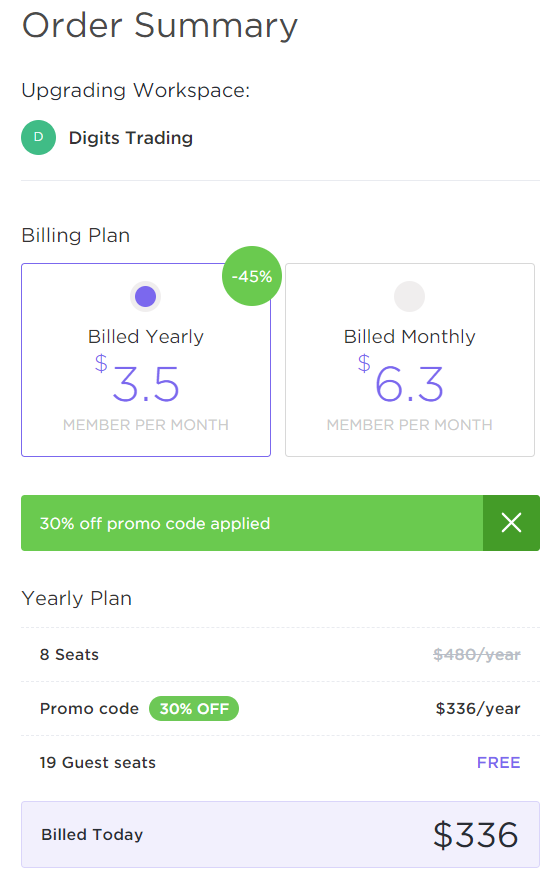 Order Summary
Upgrading Workspace:
D
Digits Trading
Billing Plan
-45%
Billed Yearly
$3.5
MEMBER PER MONTH
Billed Monthly
$6.3
MEMBER PER MONTH
30% off promo code applied
Yearly Plan
8 Seats $480/year
Promo code 30% OFF $336/year
19 Guest seats FREE
Billed Today $336